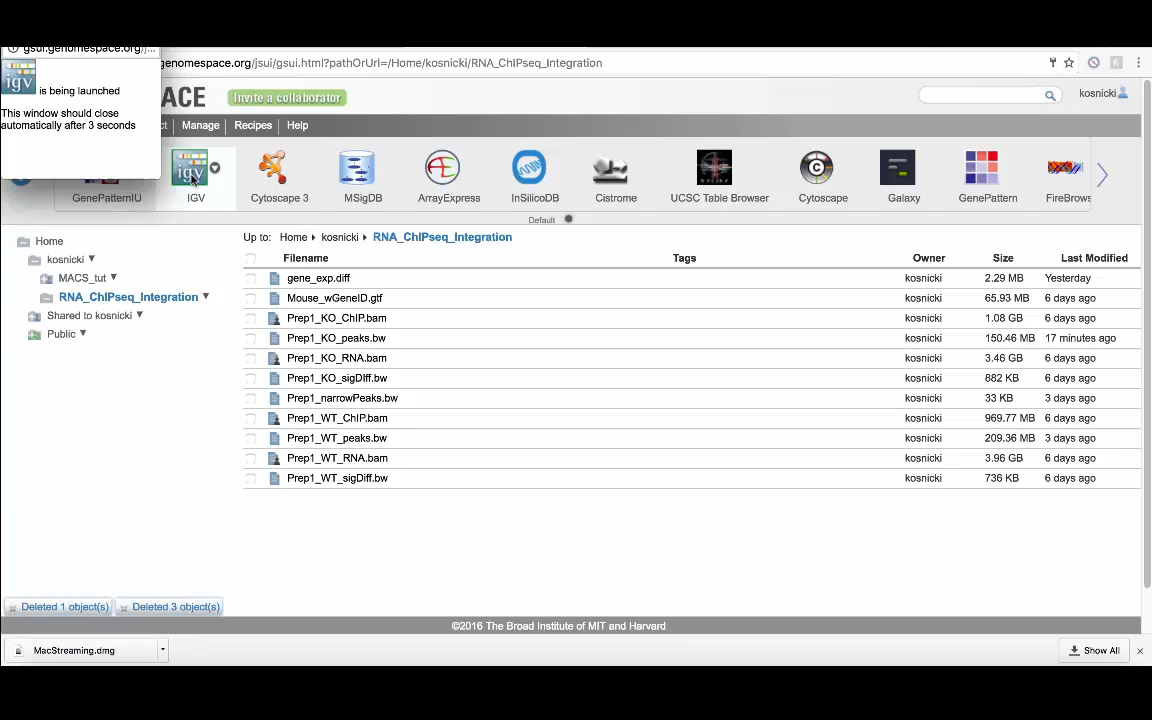 gsui.genomespace.org/j...
igv is being launched
This window should close
automatically after 3 seconds
genomespace.org/jsui/gsui.html?pathOrUrl=/Home/kosnicki/RNA_ChIPseq_Integration
ACE
Invite a collaborator
kosnicki
ct Manage Recipes Help
igv
GenePatternIU IGV Cytoscape 3 MSigDB ArrayExpress InSilicoDB Cistrome UCSC Table Browser Cytoscape Galaxy GenePattern FireBrows
Default
Home
kosnicki
MACS_tut
RNA_ChIPseq_Integration
Shared to kosnicki
Public
Up to: Home kosnicki RNA_ChIPseq_Integration
Filename Tags Owner Size Last Modified
gene_exp.diff kosnicki 2.29 MB Yesterday
Mouse_wGeneID.gtf kosnicki 65.93 MB 6 days ago
Prep1_KO_ChIP.bam kosnicki 1.08 GB 6 days ago
Prep1_KO_peaks.bw kosnicki 150.46 MB 17 minutes ago
Prep1_KO_RNA.bam kosnicki 3.46 GB 6 days ago
Prep1_KO_sigDIff.bw kosnicki 882 KB 6 days ago
Prep1_narrowPeaks.bw kosnicki 33 KB 3 days ago
Prep1_WT_ChIP.bam kosnicki 969.77 MB 6 days ago
Prep1_WT_peaks.bw kosnicki 209.36 MB 3 days ago
Prep1_WT_RNA.bam kosnicki 3.96 GB 6 days ago
Prep1_WT_sigDiff.bw kosnicki 736 KB 6 days ago
Deleted 1 object(s) Deleted 3 object(s)
©2016 The Broad Institute of MIT and Harvard
MacStreaming.dmg
Show All